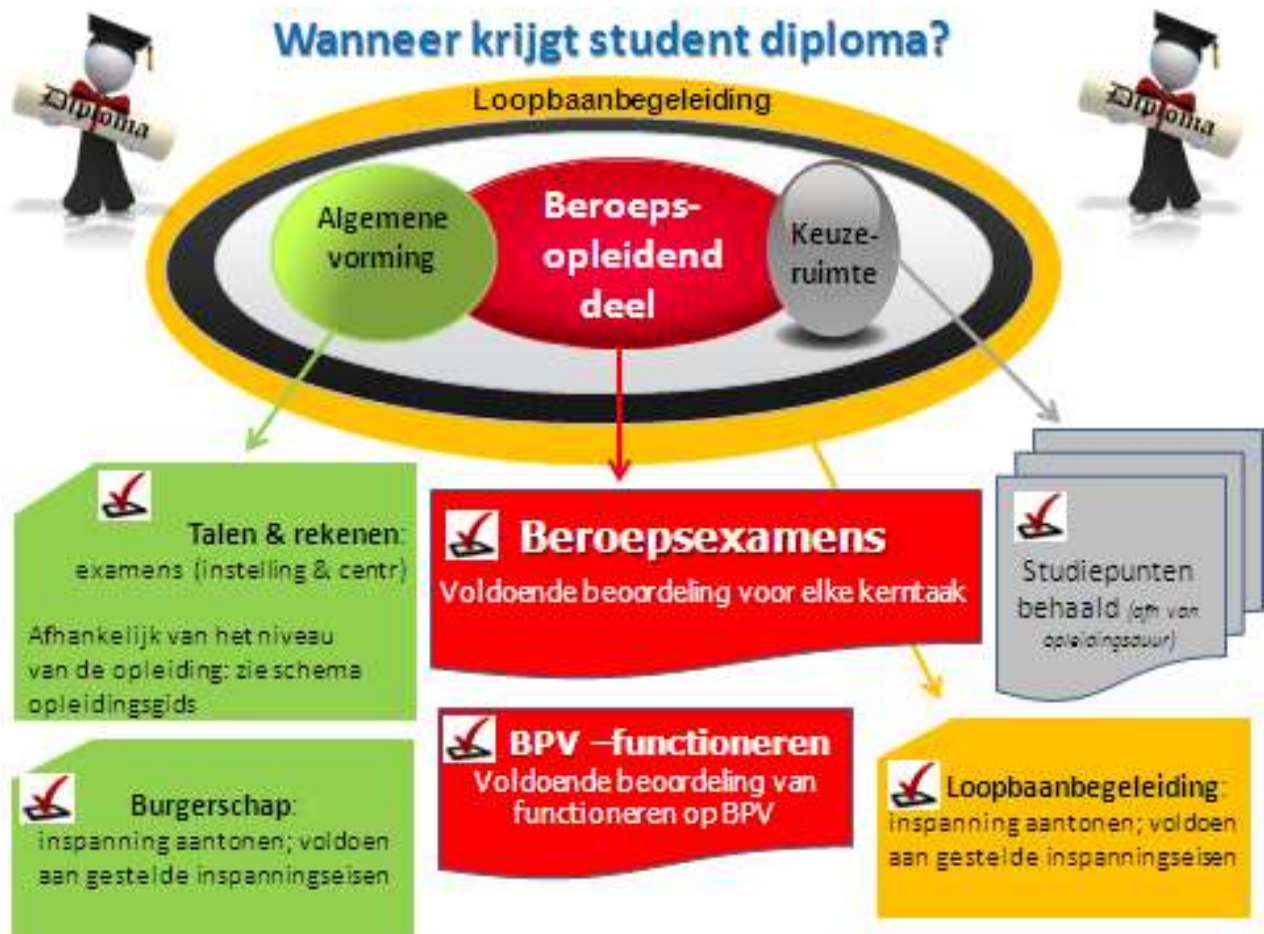 Wanneer krijgt student diploma?
Diploma
Diploma
Loopbaanbegeleiding
Algemene
vorming
Beroeps-
opleidend
deel
Keuze-
ruimte
Talen & rekenen:
examens (instelling & centr)
Afhankelijk van het niveau
van de opleiding: zie schema
opleidingsgids
Beroepsexamens
Voldoende beoordeling voor elke kerntaak
Studiepunten
behaald (afh van
opleidingsduur)
Burgerschap:
inspanning aantonen; voldoen
aan gestelde inspanningseisen
BPV –functioneren
Voldoende beoordeling van
functioneren op BPV
Loopbaanbegeleiding:
inspanning aantonen; voldoen
aan gestelde inspanningseisen